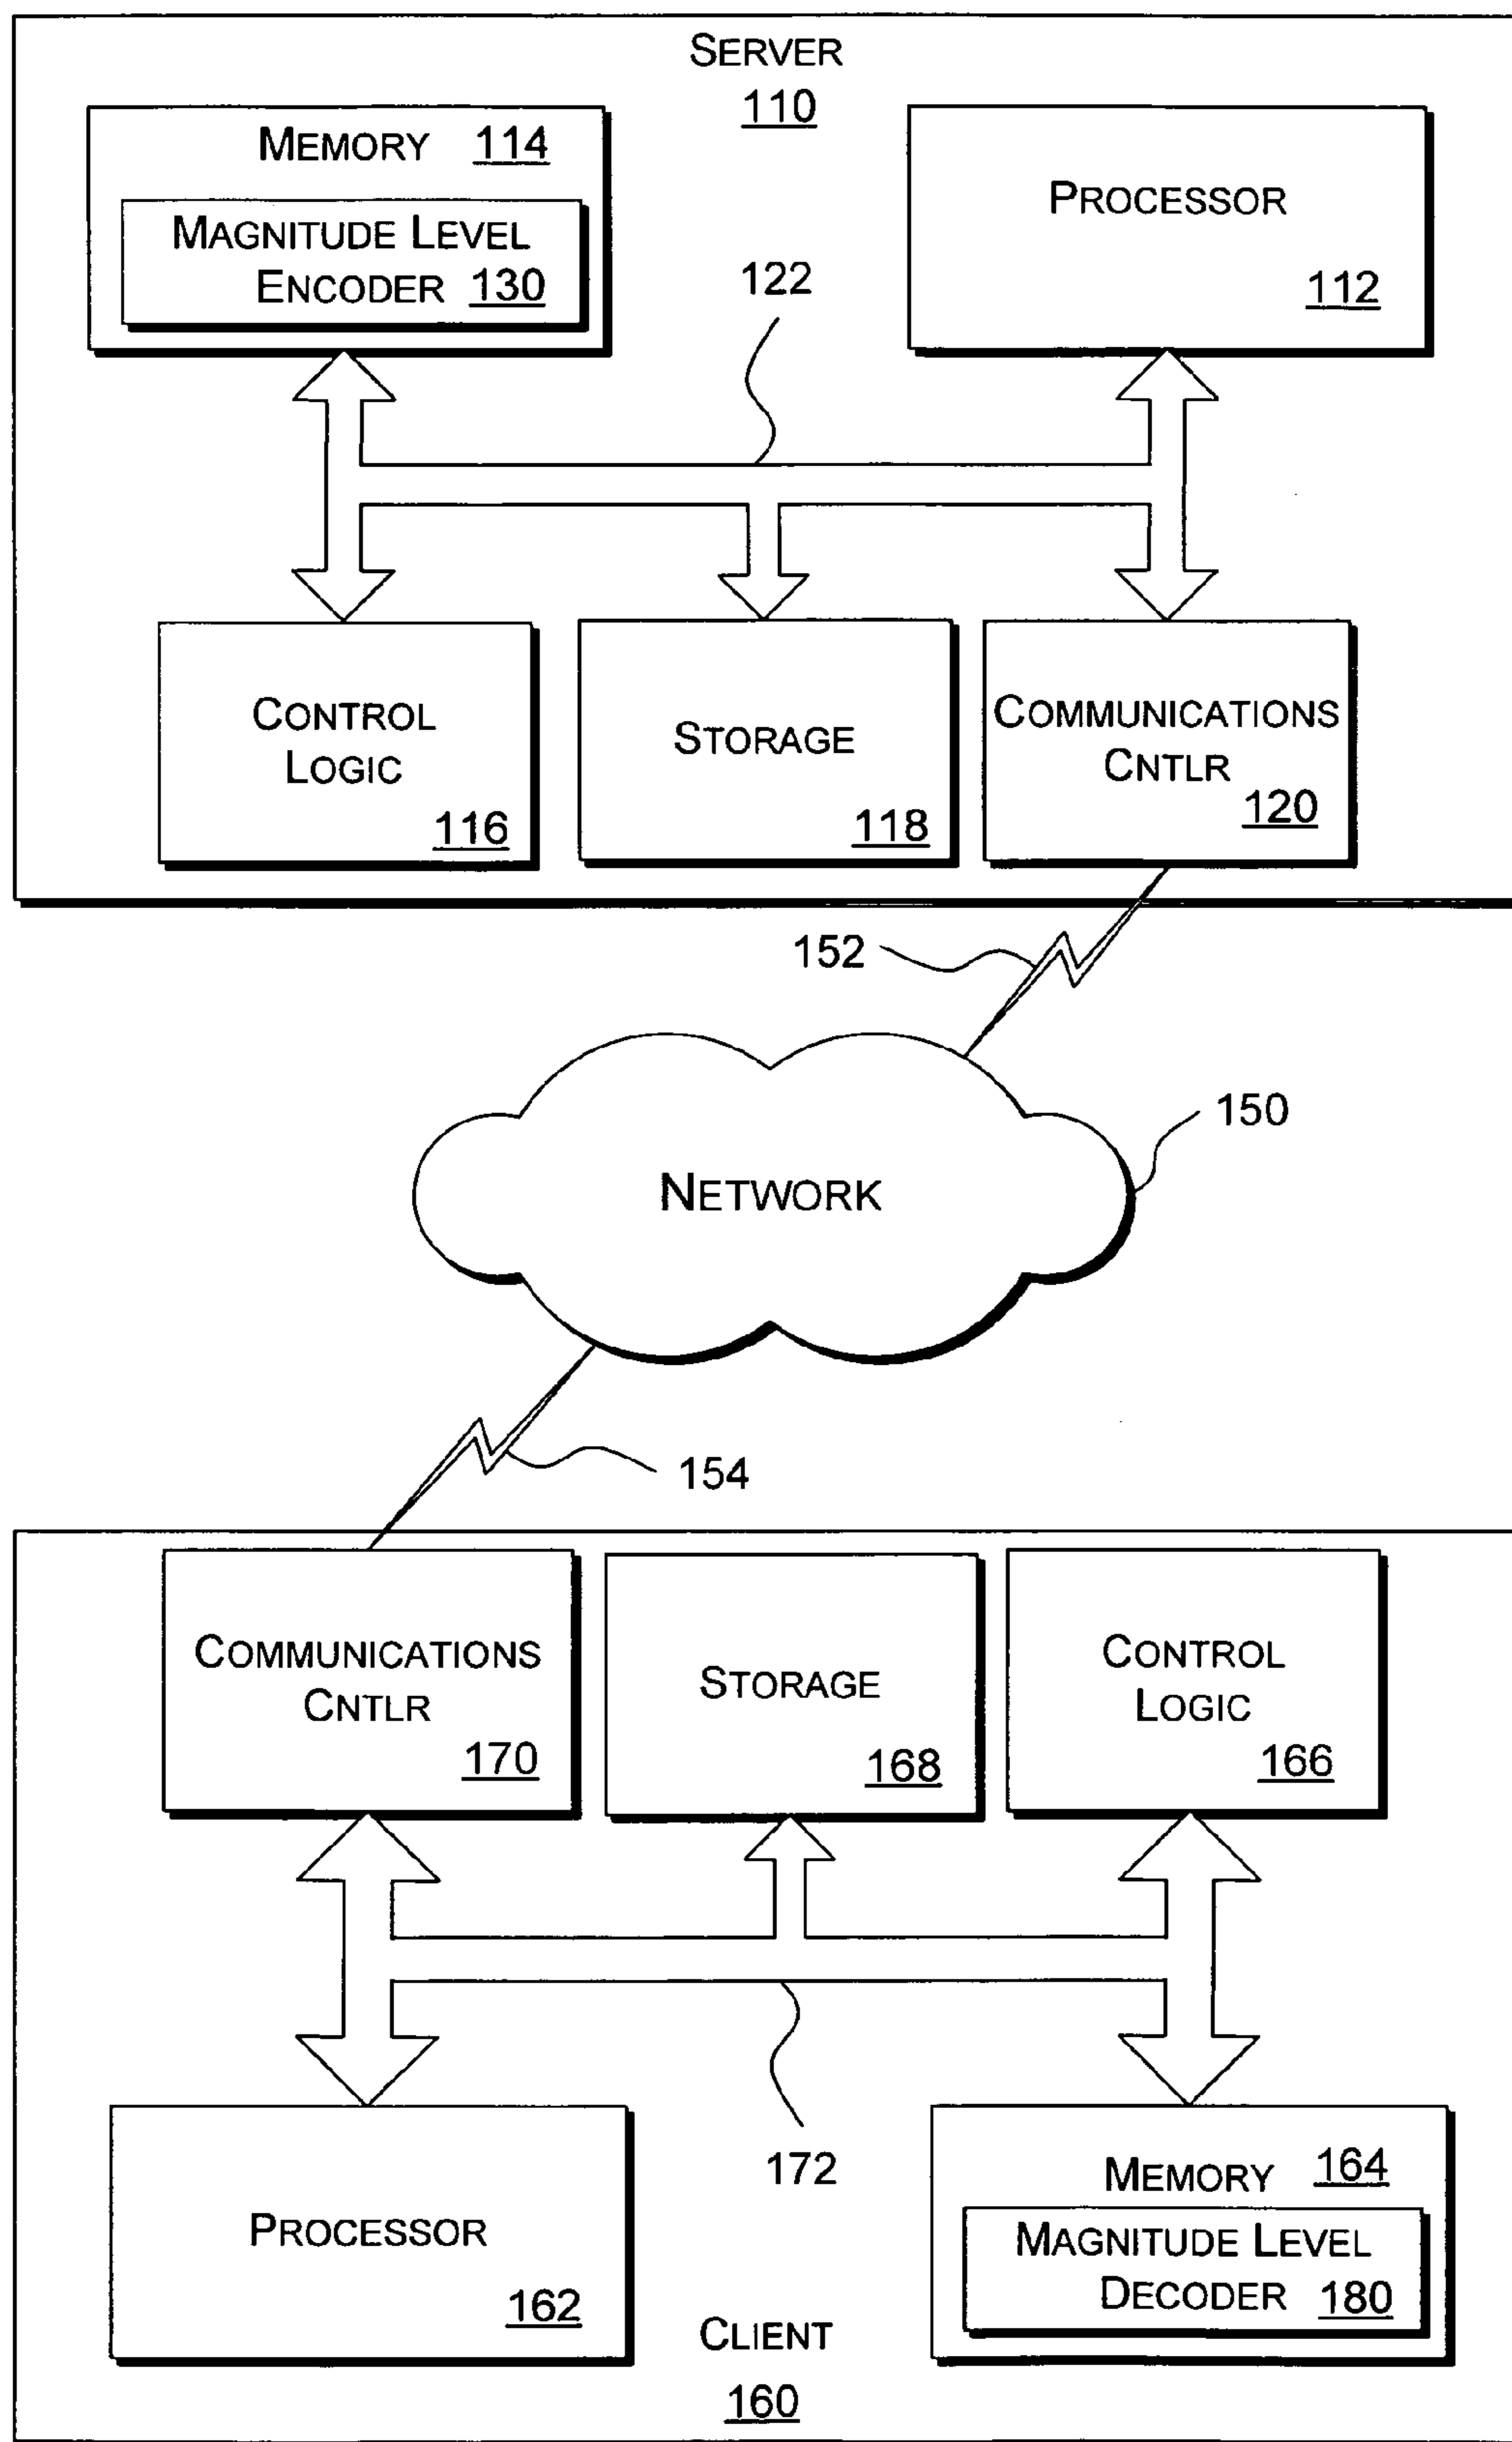 SERVER
110
MEMORY 114
MAGNITUDE LEVEL
ENCODER 130
PROCESSOR
112
122
CONTROL
LOGIC
116
STORAGE
118
COMMUNICATIONS
CNTLR
120
152
150
NETWORK
154
COMMUNICATIONS
CNTLR
170
STORAGE
168
CONTROL
LOGIC
166
172
PROCESSOR
162
MEMORY 164
MAGNITUDE LEVEL
DECODER 180
CLIENT
160